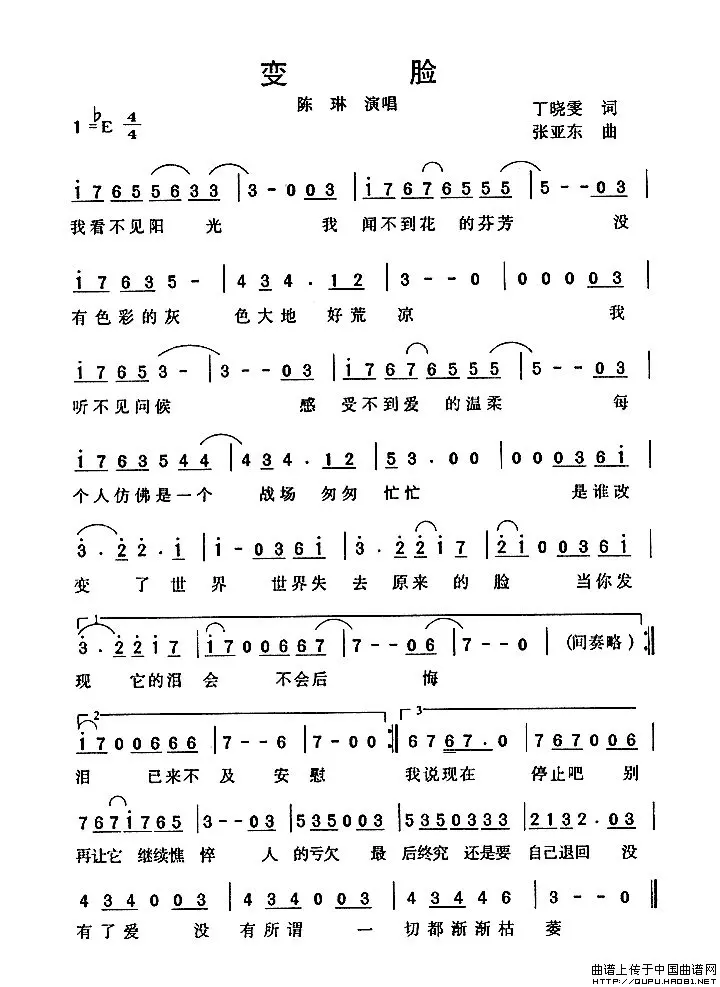 变 脸
陈 琳 演唱
丁晓雯 词
1=♭E 4/4
张亚东 曲
i 7 6 5 5 6 3 3 | 3 - 0 0 3 | i 7 6 7 6 5 5 5 | 5 - - 0 3 |
我看不见阳 光 我 闻不到花 的芬芳 没
i 7 6 3 5 - | 4 3 4 . 1 2 | 3 - - 0 | 0 0 0 0 3 |
有色彩的灰 色大地 好荒 凉 我
i 7 6 5 3 - | 3 - - 0 3 | i 7 6 7 6 5 5 5 | 5 - - 0 3 |
听不见问候 感 受不到爱 的温柔 每
i 7 6 3 5 4 4 | 4 3 4 . 1 2 | 5 3 . 0 0 | 0 0 0 3 6 i |
个人仿佛是一个 战场 匆匆 忙忙 是谁改
3 . 2 2 . i | i - 0 3 6 i | 3 . 2 2 i 7 | 2 i 0 0 3 6 i |
变 了 世 界 世界失 去 原来 的 脸 当你发
1
3 . 2 2 i 7 | i 7 0 0 6 6 7 | 7 - - 0 6 | 7 - - 0 | (间奏略) :‖
现 它的泪 会 不会后 悔
2 3
i 7 0 0 6 6 6 | 7 - - 6 | 7 - 0 0 :‖ 6 7 6 7 . 0 | 7 6 7 0 0 6 |
泪 已来不 及 安 慰 我说现在 停止吧 别
7 6 7 i 7 6 5 | 3 - - 0 3 | 5 3 5 0 0 3 | 5 3 5 0 3 3 3 | 2 1 3 2 . 0 3 |
再让它 继续憔 悴 人 的亏欠 最 后终究 还是要 自己退回 没
4 3 4 0 0 3 | 4 3 4 0 0 3 | 4 3 4 4 6 | 3 - - 0 ‖
有了爱 没 有所谓 一 切都渐渐枯 萎
曲谱上传于中国曲谱网
HTTP://QUPU.HAO81.NET